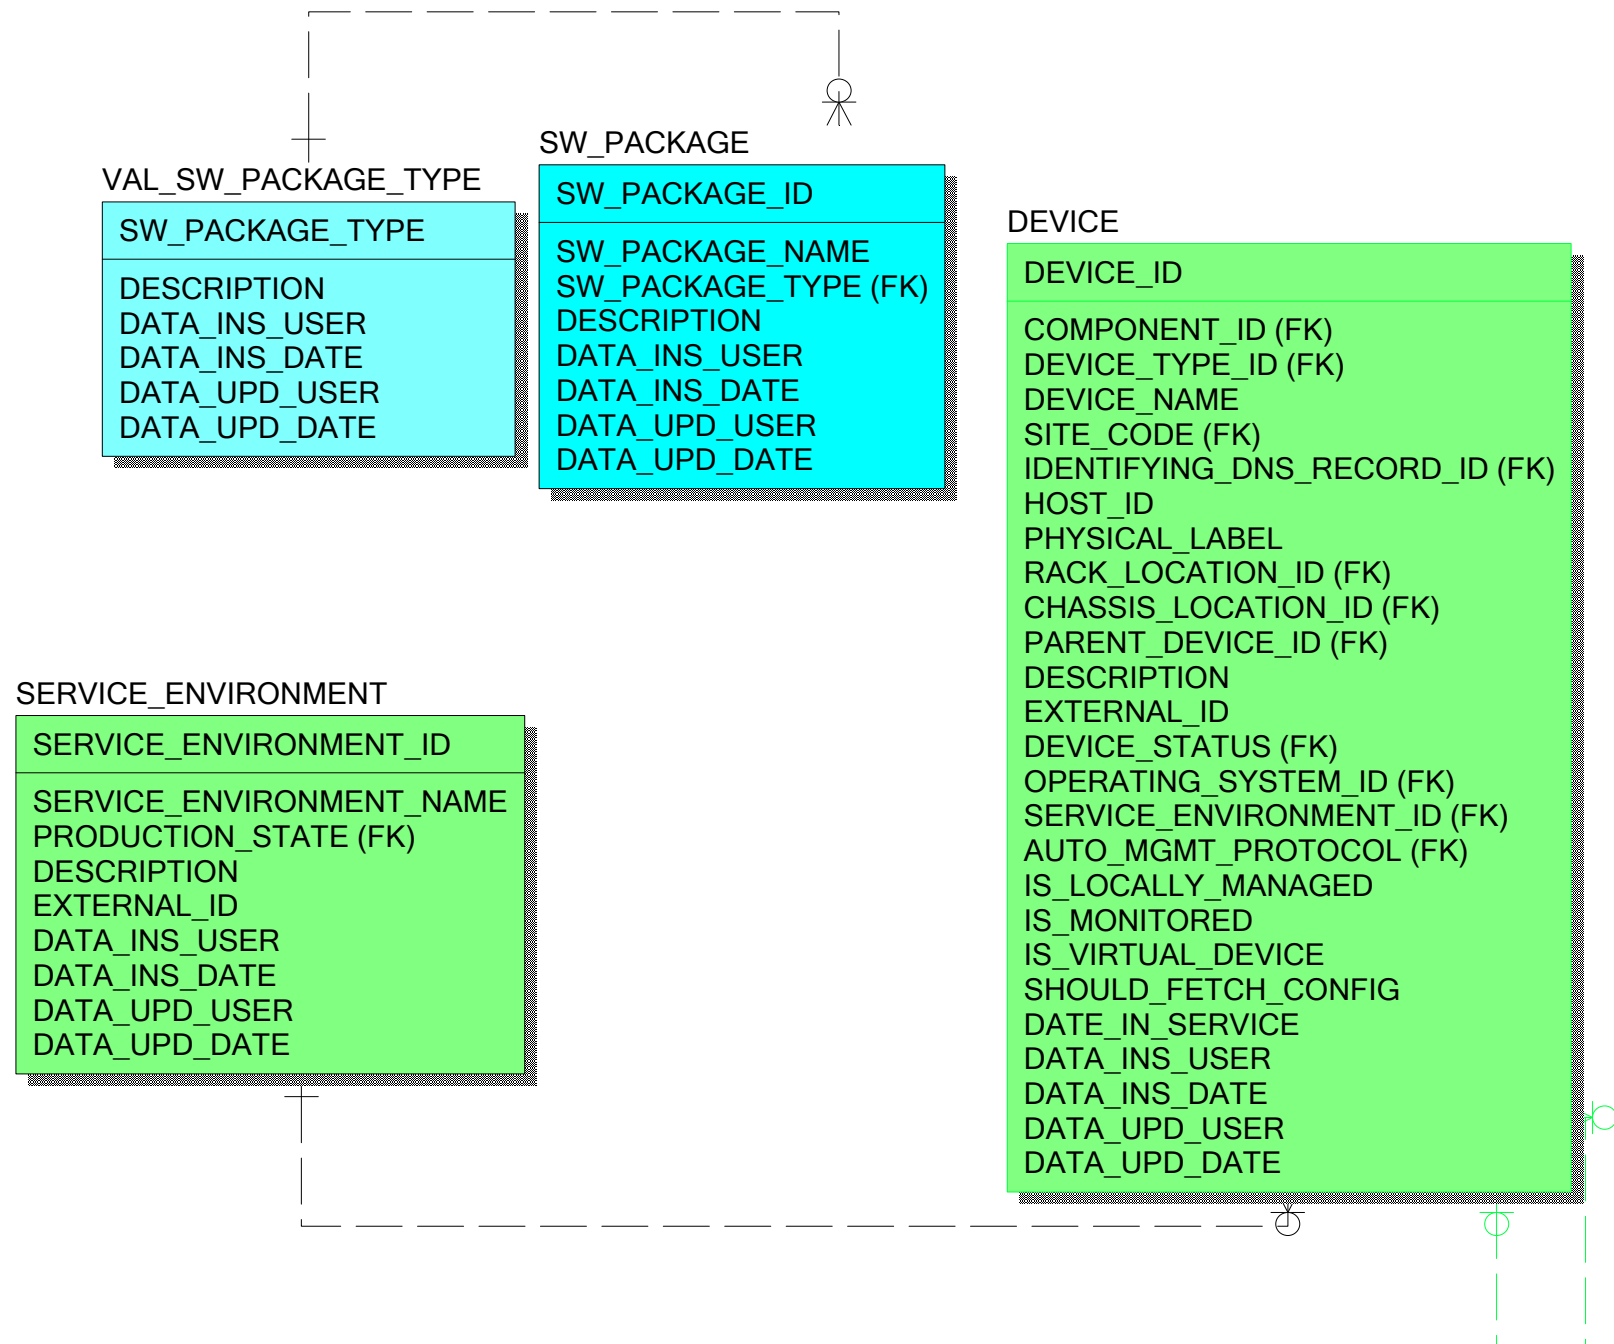 VAL_SW_PACKAGE_TYPE
SW_PACKAGE_TYPE
DESCRIPTION
DATA_INS_USER
DATA_INS_DATE
DATA_UPD_USER
DATA_UPD_DATE
SW_PACKAGE
SW_PACKAGE_ID
SW_PACKAGE_NAME
SW_PACKAGE_TYPE (FK)
DESCRIPTION
DATA_INS_USER
DATA_INS_DATE
DATA_UPD_USER
DATA_UPD_DATE
DEVICE
DEVICE_ID
COMPONENT_ID (FK)
DEVICE_TYPE_ID (FK)
DEVICE_NAME
SITE_CODE (FK)
IDENTIFYING_DNS_RECORD_ID (FK)
HOST_ID
PHYSICAL_LABEL
RACK_LOCATION_ID (FK)
CHASSIS_LOCATION_ID (FK)
PARENT_DEVICE_ID (FK)
DESCRIPTION
EXTERNAL_ID
DEVICE_STATUS (FK)
OPERATING_SYSTEM_ID (FK)
SERVICE_ENVIRONMENT_ID (FK)
AUTO_MGMT_PROTOCOL (FK)
IS_LOCALLY_MANAGED
IS_MONITORED
IS_VIRTUAL_DEVICE
SHOULD_FETCH_CONFIG
DATE_IN_SERVICE
DATA_INS_USER
DATA_INS_DATE
DATA_UPD_USER
DATA_UPD_DATE
SERVICE_ENVIRONMENT
SERVICE_ENVIRONMENT_ID
SERVICE_ENVIRONMENT_NAME
PRODUCTION_STATE (FK)
DESCRIPTION
EXTERNAL_ID
DATA_INS_USER
DATA_INS_DATE
DATA_UPD_USER
DATA_UPD_DATE